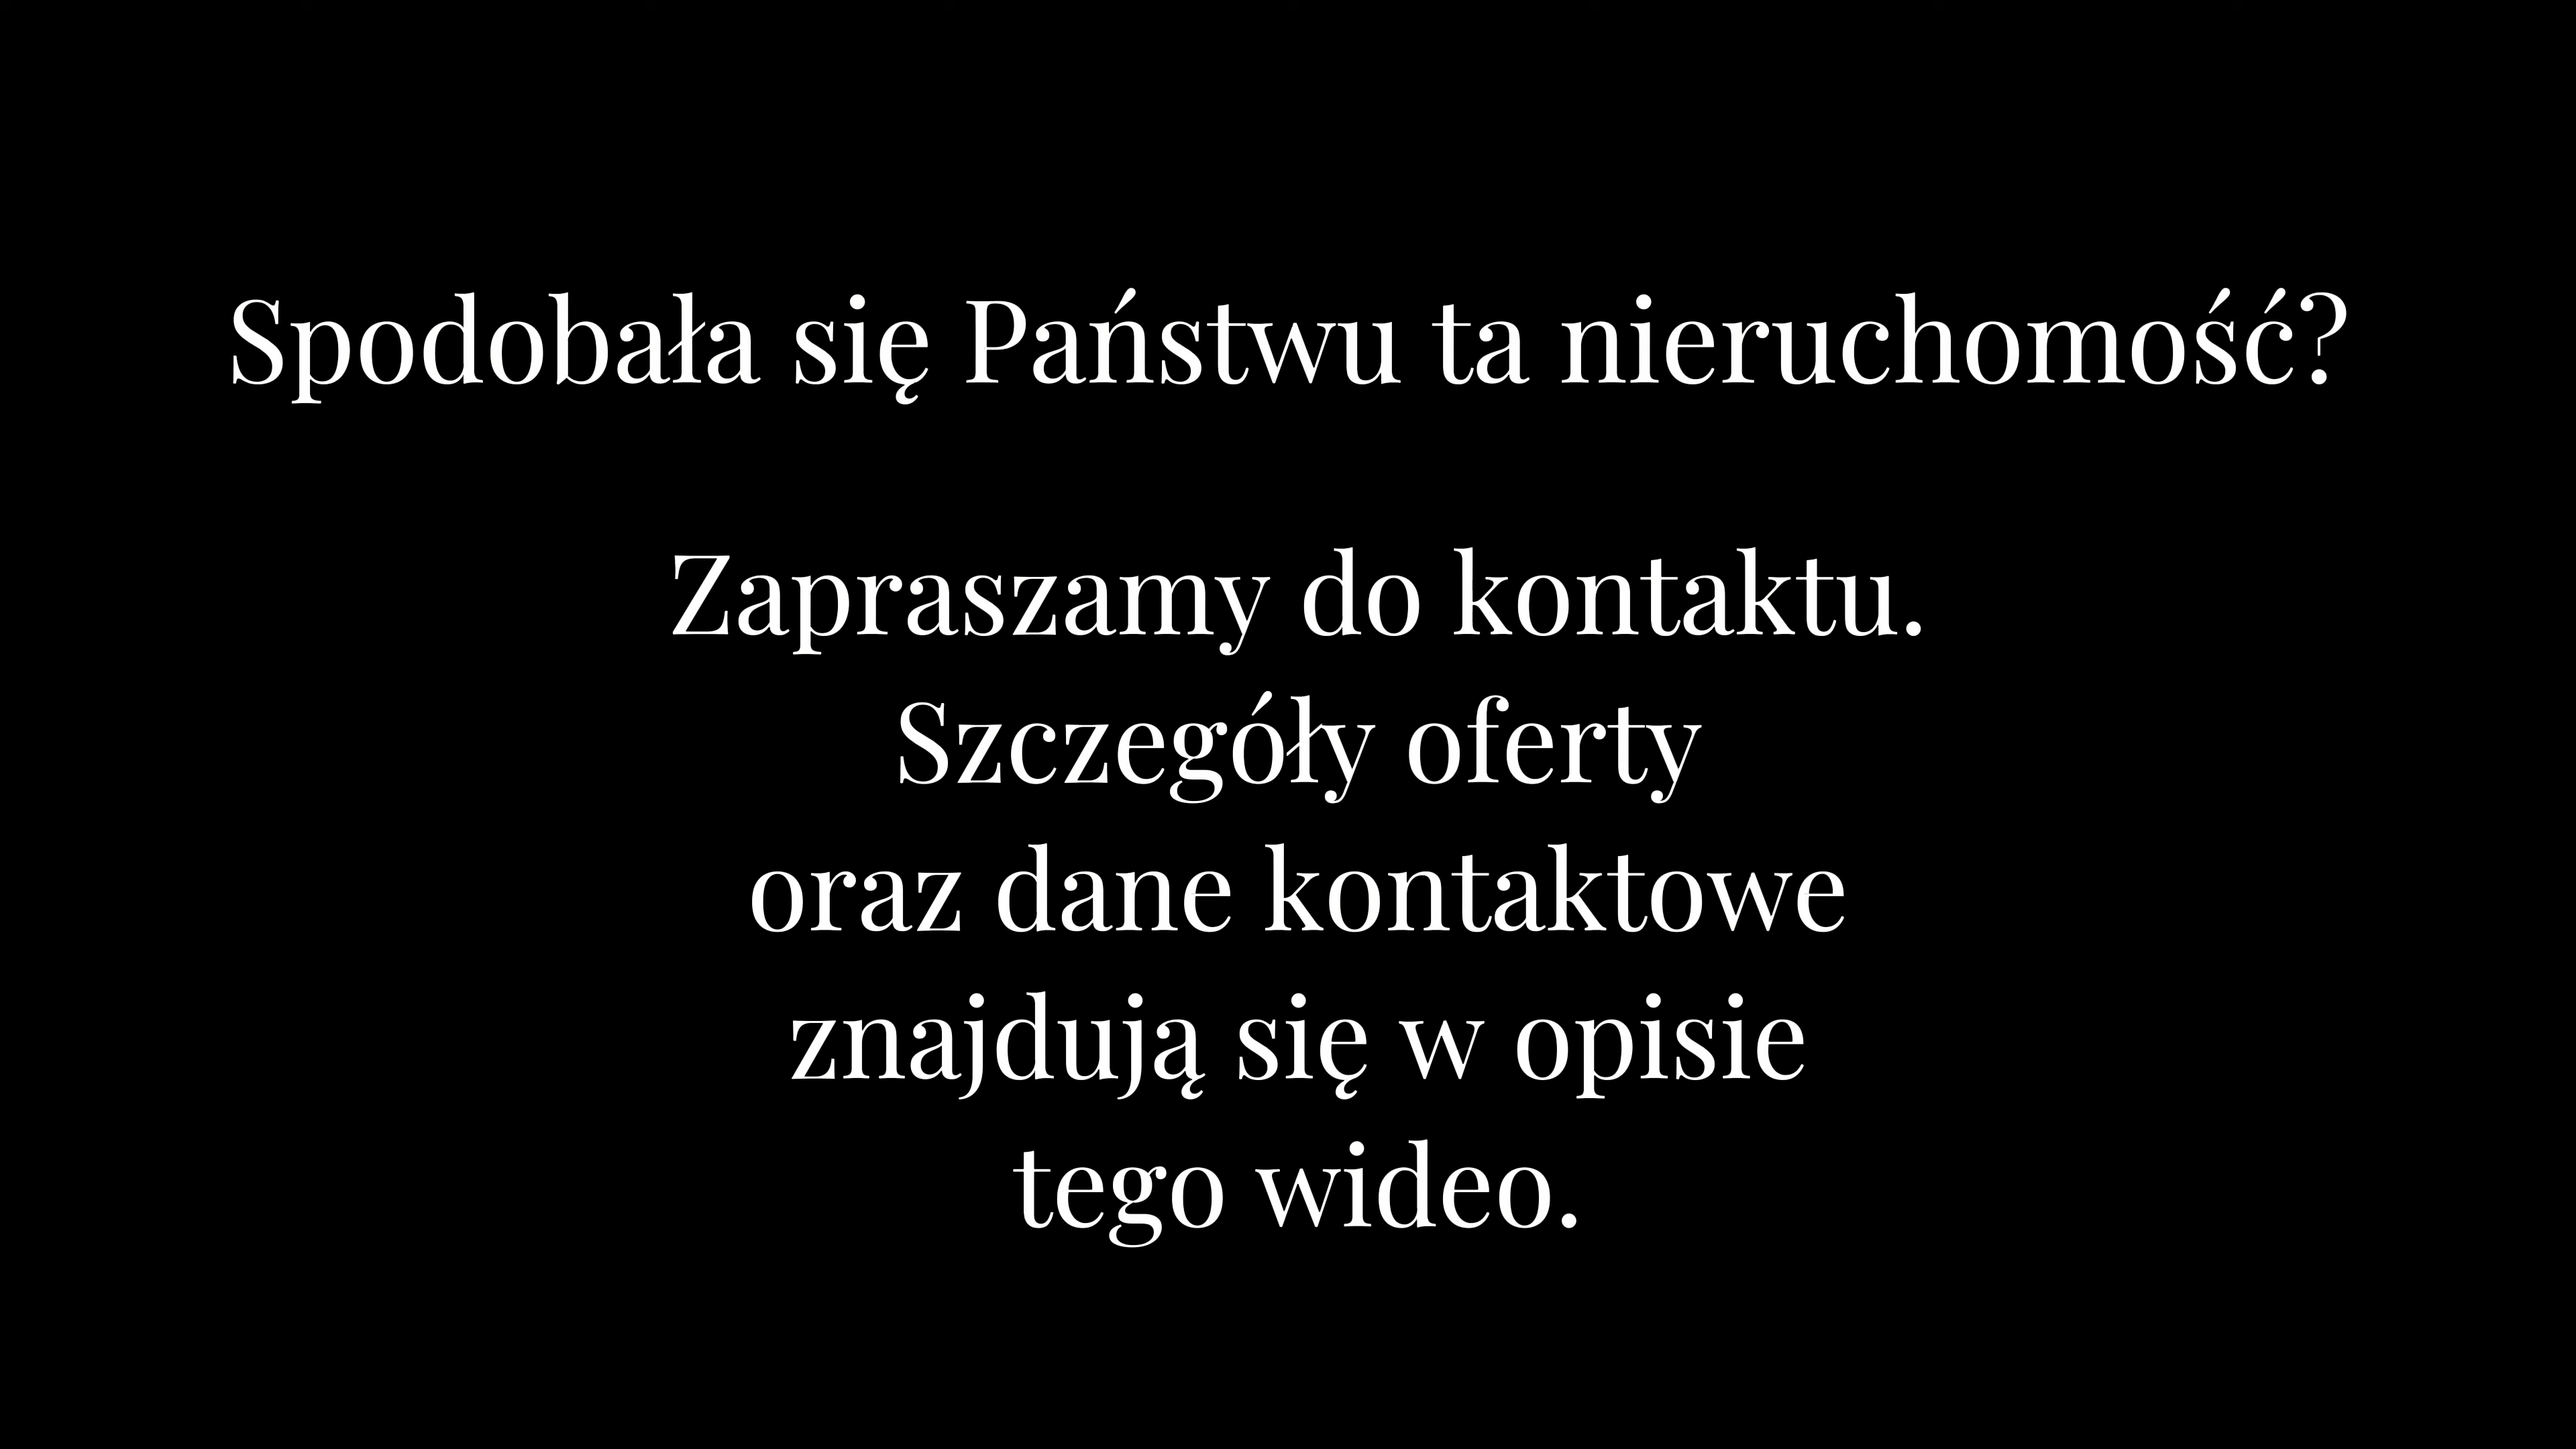 Spodobała się Państwu ta nieruchomość?
Zapraszamy do kontaktu.
Szczegóły oferty
oraz dane kontaktowe
znajdują się w opisie
tego wideo.